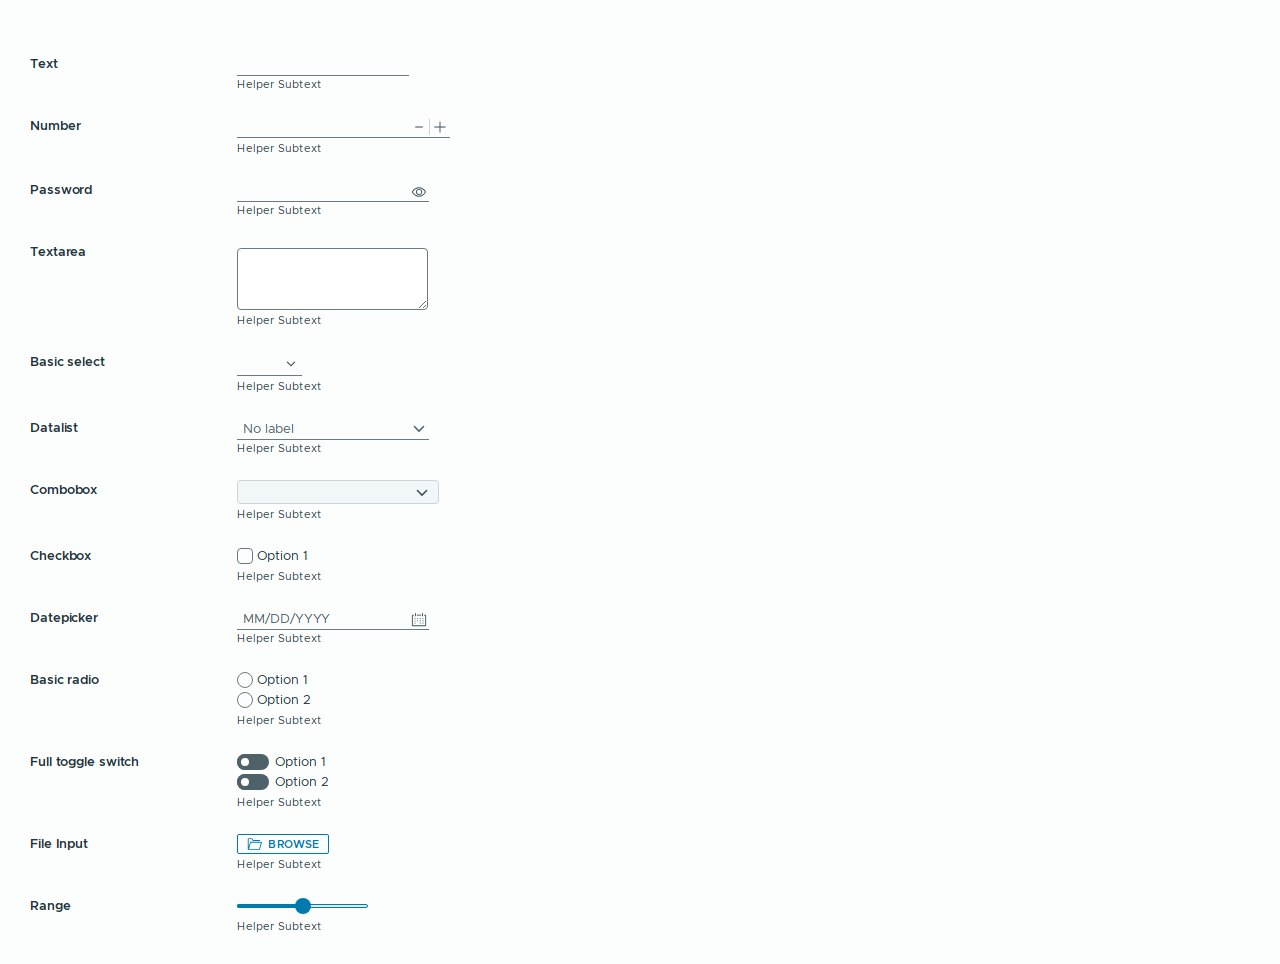 Text
Helper Subtext
Number
Helper Subtext
Password
Helper Subtext
Textarea
Helper Subtext
Basic select
Helper Subtext
Datalist
No label
Helper Subtext
Combobox
Helper Subtext
Checkbox
Option 1
Helper Subtext
Datepicker
MM/DD/YYYY
Helper Subtext
Basic radio
Option 1
Option 2
Helper Subtext
Full toggle switch
Option 1
Option 2
Helper Subtext
File Input
BROWSE
Helper Subtext
Range
Helper Subtext